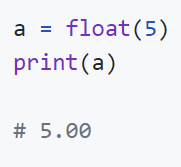 a = float(5)
print(a)
# 5.00